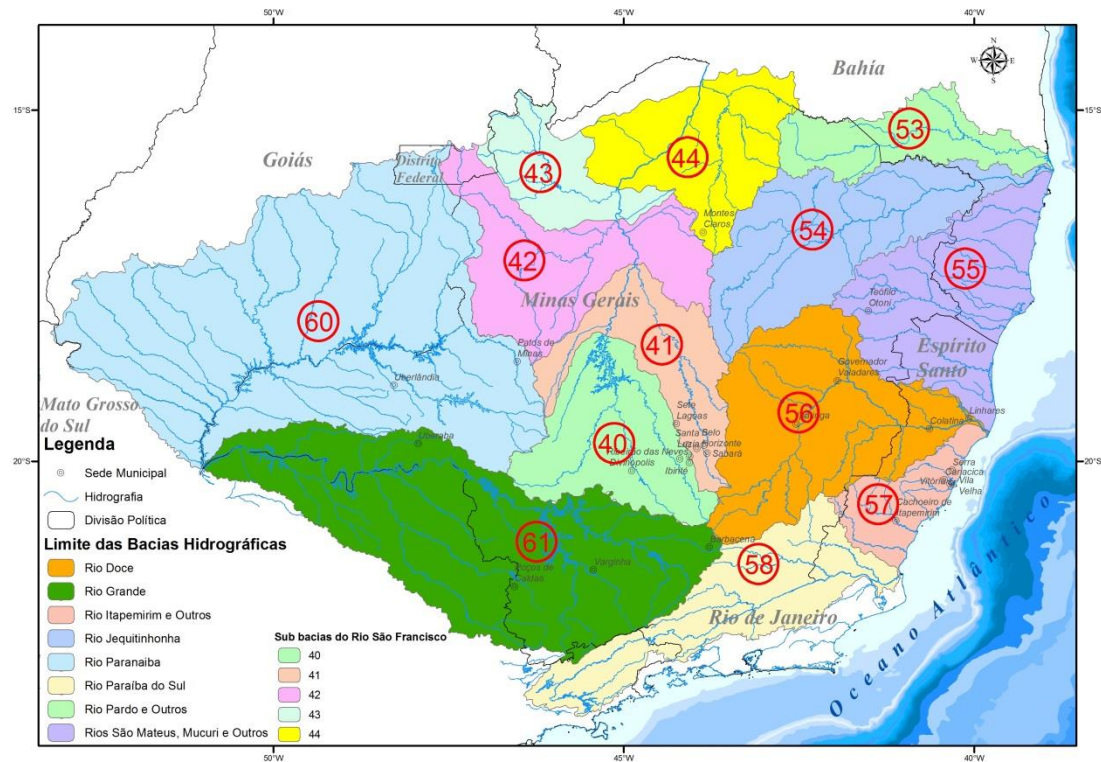 50°W
45°W
40°W
N
W
E
S
Bahia
15°S
15°S
53
44
Goiás
Distrito
Federal
43
Montes
Claros
54
42
55
Minas Gerais
Teófilo
Otoni
60
41
Espírito
Santo
Patos de
Minas
Governador
Valadares
Uberlândia
Mato Grosso
do Sul
Sete
Lagoas
56
Linhares
Colatina
Legenda
Sede Municipal
Hidrografia
Divisão Política
Uberaba
40
Santa
Luzia
Belo
Horizonte
Ribeirão das Neves
Sabará
Divinópolis
Ibirité
20°S
20°S
Serra
Cariacica
Vitória
Vila
Velha
57
Cachoeiro de
Itapemirim
61
Barbacena
58
Poços de
Caldas
Varginha
Rio de Janeiro
Oceano Atlântico
Limite das Bacias Hidrográficas
Rio Doce
Rio Grande
Rio Itapemirim e Outros
Rio Jequitinhonha
Rio Paranaiba
Rio Paraíba do Sul
Rio Pardo e Outros
Rios São Mateus, Mucuri e Outros
Sub bacias do Rio São Francisco
40
41
42
43
44
50°W
45°W
40°W